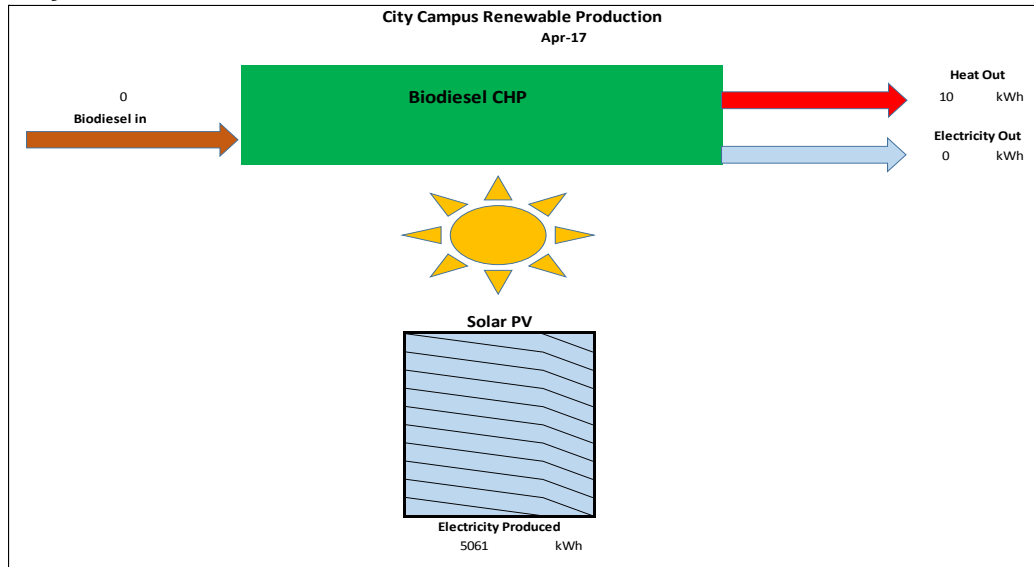 City Campus Renewable Production
Apr-17
Biodiesel CHP
0
Biodiesel in
Heat Out
10 kWh
Electricity Out
0 kWh
Solar PV
Electricity Produced
5061 kWh